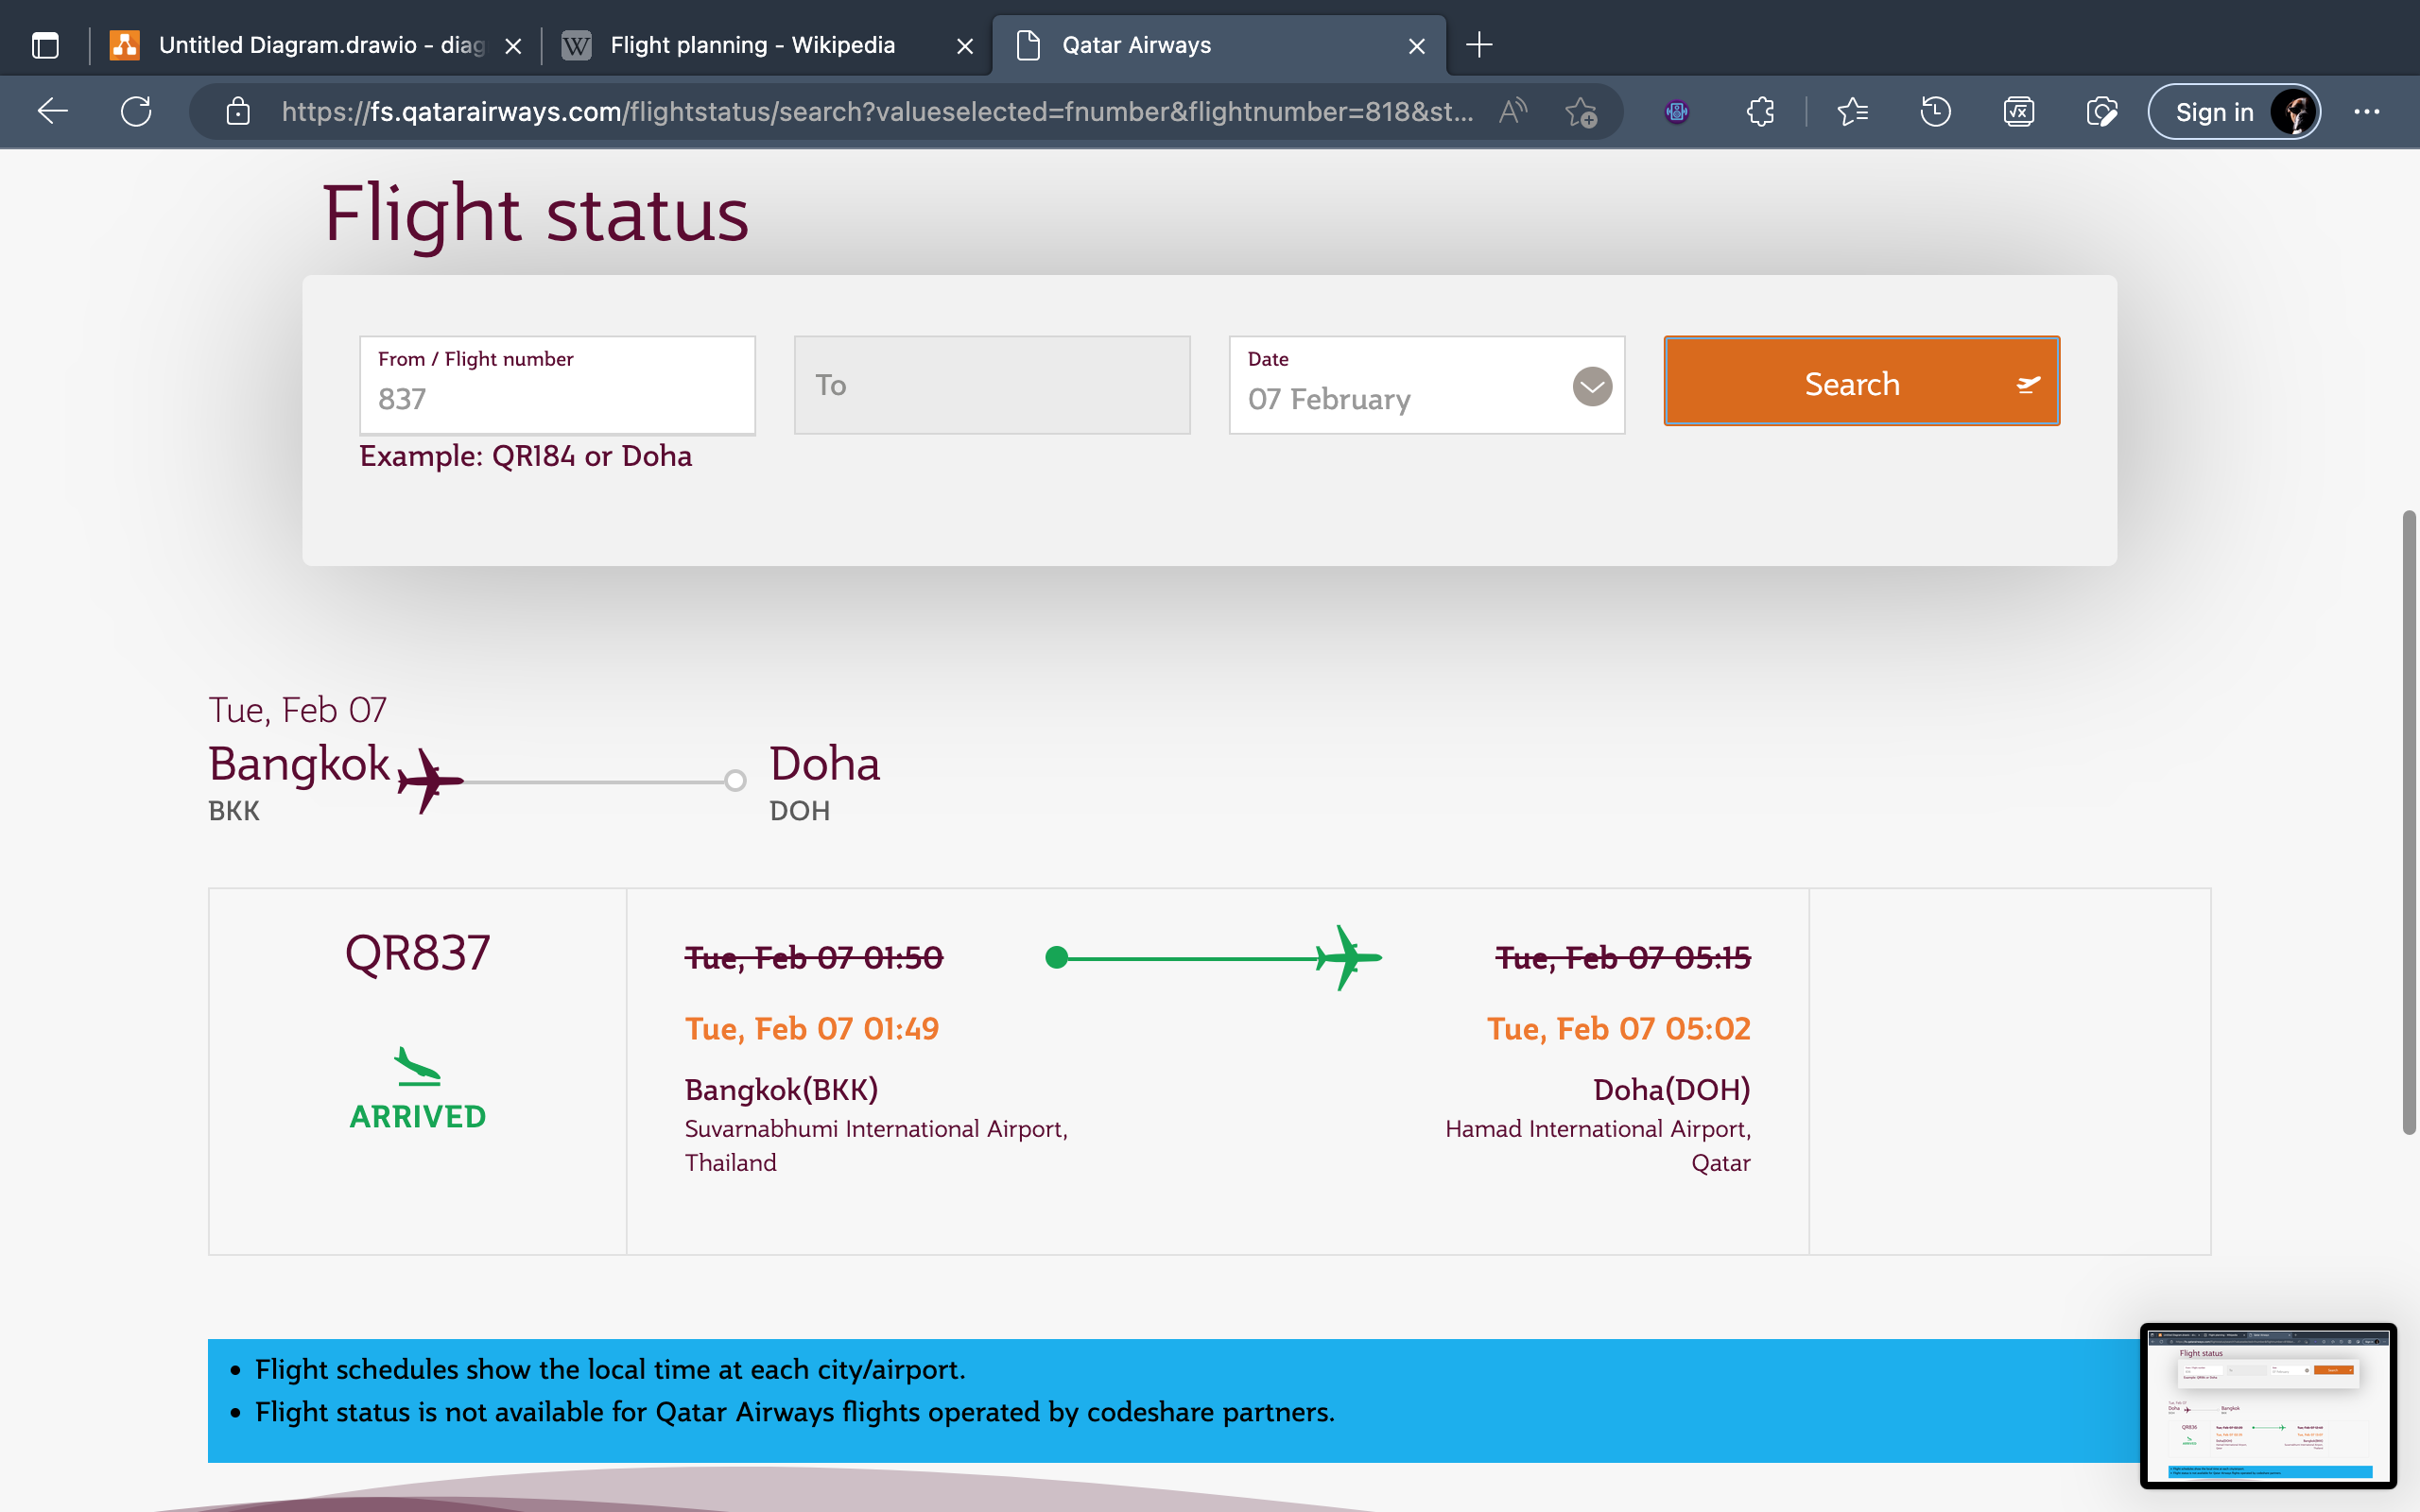 Untitled Diagram.drawio - diag
Flight planning - Wikipedia
Qatar Airways
https://fs.qatarairways.com/flightstatus/search?valueselected=fnumber&flightnumber=818&st...
Sign in
Flight status
From / Flight number
837
To
Date
07 February
Search
Example: QR184 or Doha
Tue, Feb 07
Bangkok
BKK
Doha
DOH
QR837
ARRIVED
Tue, Feb 07 01:50
Tue, Feb 07 01:49
Bangkok(BKK)
Suvarnabhumi International Airport,
Thailand
Tue, Feb 07 05:15
Tue, Feb 07 05:02
Doha(DOH)
Hamad International Airport,
Qatar
• Flight schedules show the local time at each city/airport.
• Flight status is not available for Qatar Airways flights operated by codeshare partners.
Flight status
Doha
Bangkok